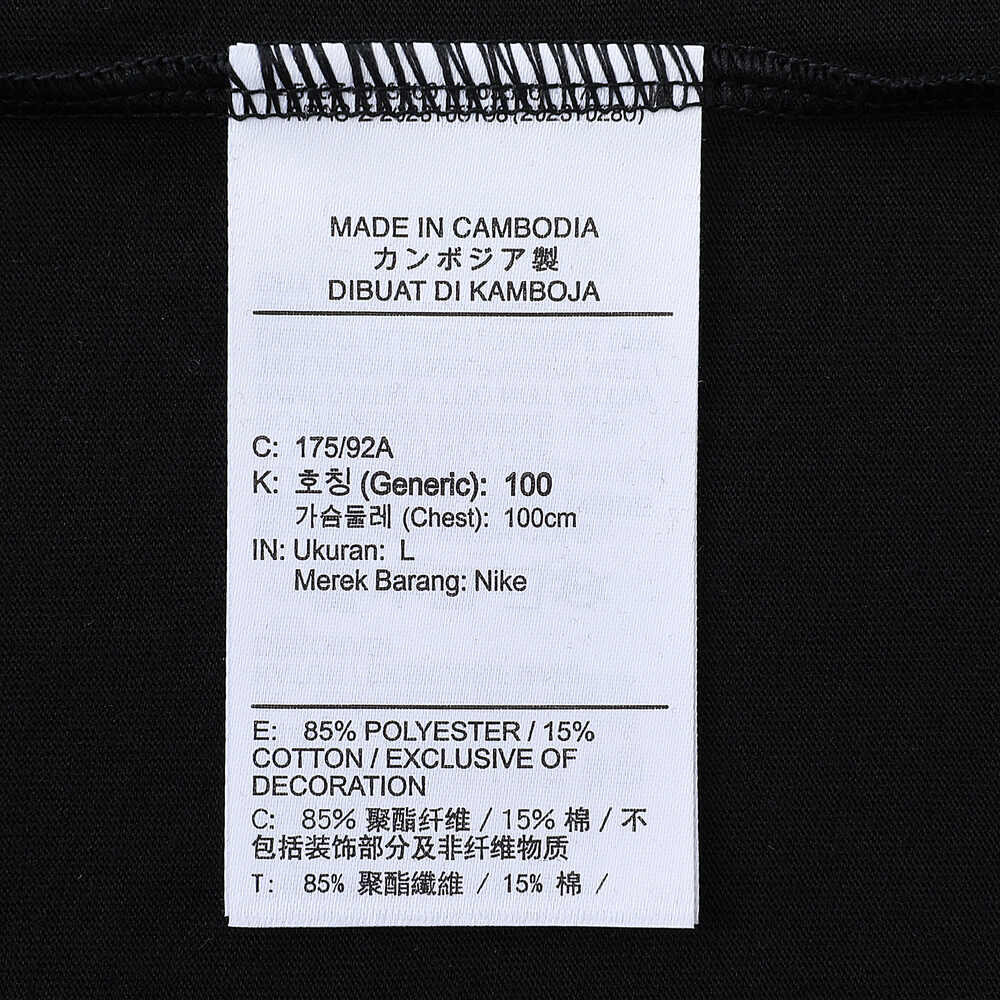 MADE IN CAMBODIA
カンボジア製
DIBUAT DI KAMBOJA
C: 175/92A
K: 호칭 (Generic): 100
가슴둘레 (Chest): 100cm
IN: Ukuran: L
Merek Barang: Nike
E: 85% POLYESTER / 15%
COTTON / EXCLUSIVE OF
DECORATION
C: 85% 聚酯纤维 / 15% 棉 / 不
包括装饰部分及非纤维物质
T: 85% 聚酯纖維 / 15% 棉 /